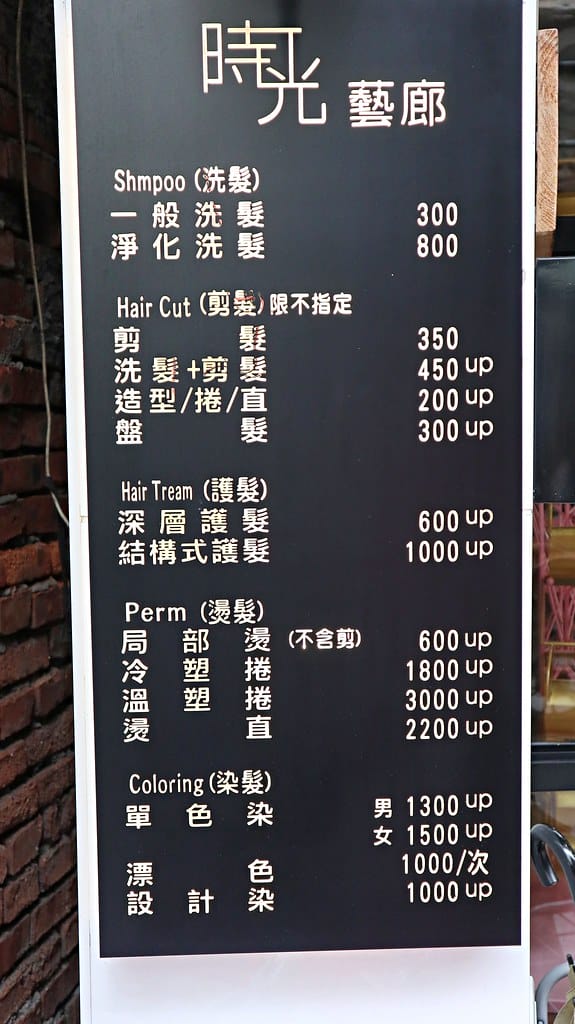 時光 藝廊
Shmpoo (洗髮)
一般洗髮 300
淨化洗髮 800
Hair Cut (剪髮) 限不指定
剪髮 350
洗髮+剪髮 450 up
造型/捲/直 200 up
盤髮 300 up
Hair Tream (護髮)
深層護髮 600 up
結構式護髮 1000 up
Perm (燙髮)
局部燙 (不含剪) 600 up
冷塑捲 1800 up
溫塑捲 3000 up
燙直 2200 up
Coloring (染髮)
單色染 男 1300 up
女 1500 up
漂色 1000/次
設計染 1000 up